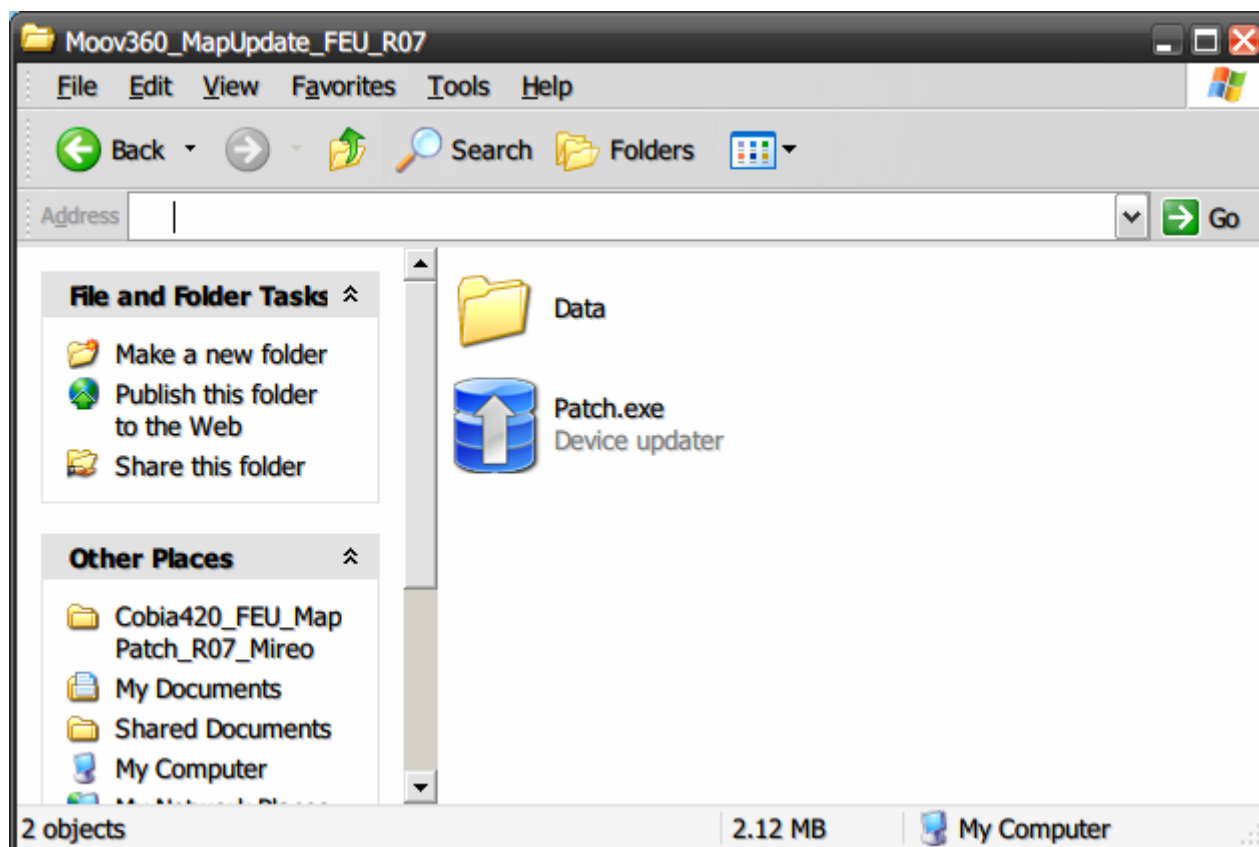 Moov360_MapUpdate_FEU_R07
File Edit View Favorites Tools Help
Back Search Folders
Address Go
File and Folder Tasks
Make a new folder
Publish this folder
to the Web
Share this folder
Other Places
Cobia420_FEU_Map
Patch_R07_Mireo
My Documents
Shared Documents
My Computer
Data
Patch.exe
Device updater
2 objects 2.12 MB My Computer